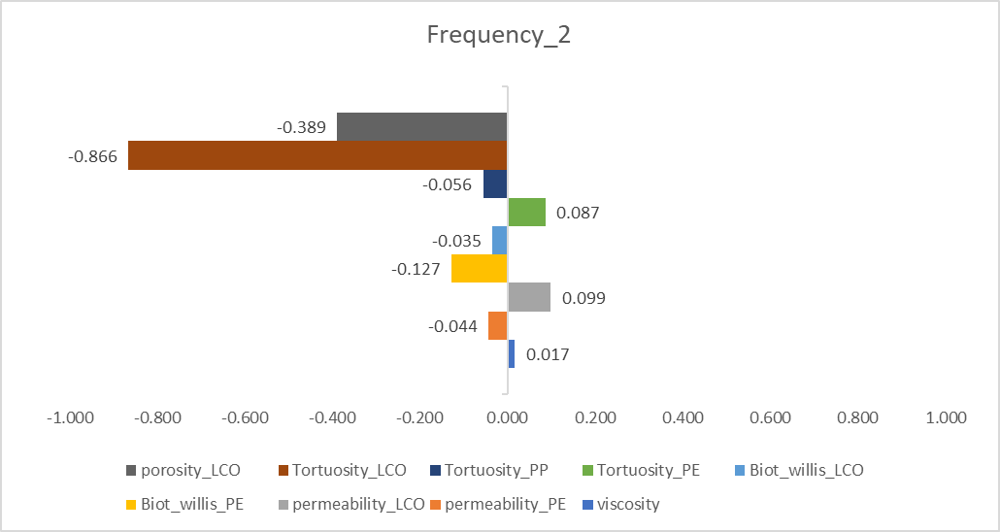 Frequency_2
-0.389
-0.866
-0.056
0.087
-0.035
-0.127
0.099
-0.044
0.017
-1.000 -0.800 -0.600 -0.400 -0.200 0.000 0.200 0.400 0.600 0.800 1.000
porosity_LCO Tortuosity_LCO Tortuosity_PP Tortuosity_PE Biot_willis_LCO
Biot_willis_PE permeability_LCO permeability_PE viscosity